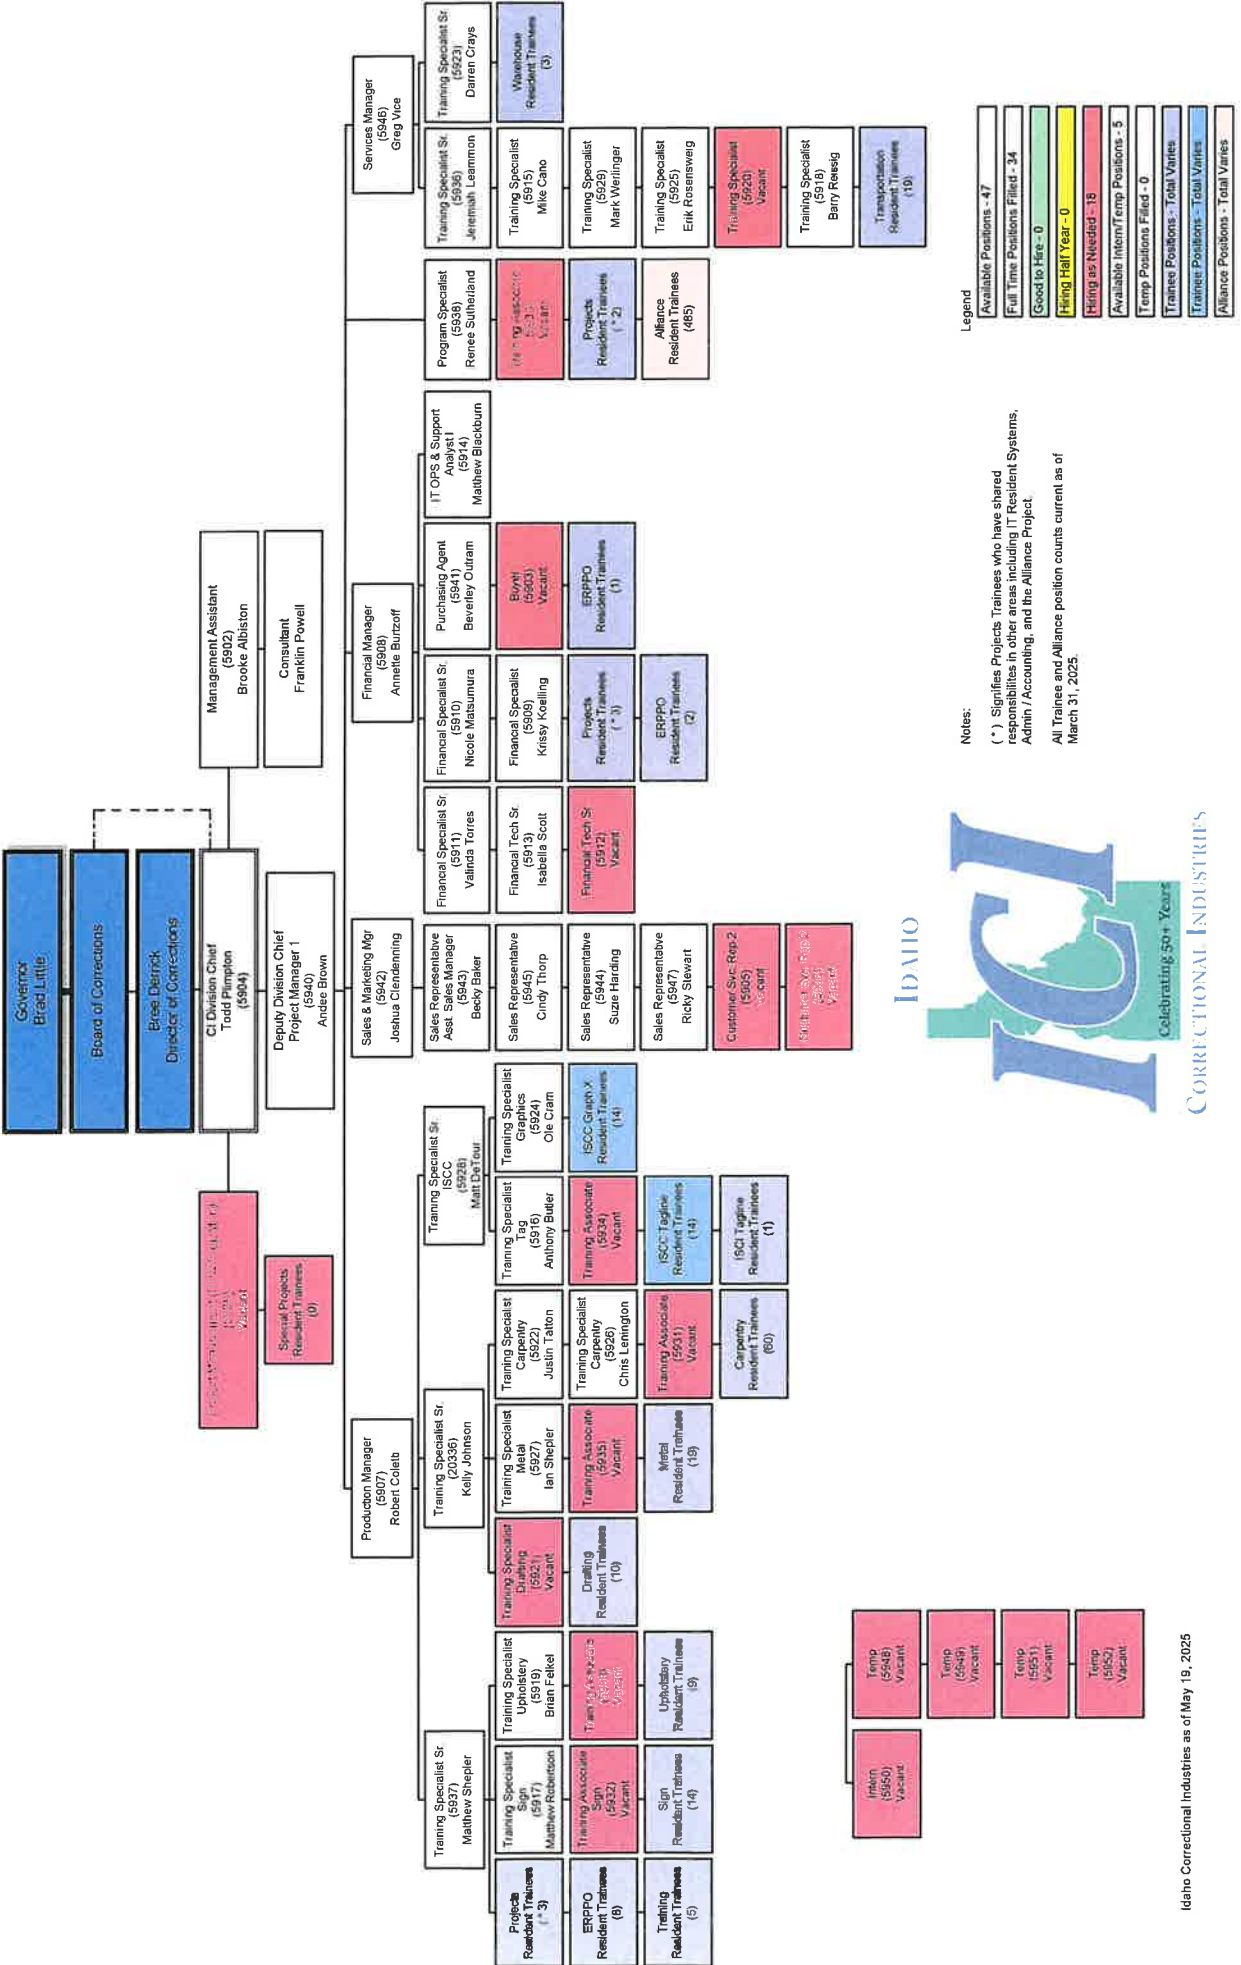 Governor
Brad Little
Board of Corrections
Bree Derrick
Director of Corrections
CI Division Chief
Todd Plimpton
(5904)
Vacant
Special Projects
Resident Trainees
(0)
Management Assistant
(5902)
Brooke Albiston
Consultant
Franklin Powell
Deputy Division Chief
Project Manager 1
(5940)
Andee Brown
Production Manager
(5907)
Robert Coletti
Training Specialist Sr.
(5937)
Matthew Shepler
Projects
Resident Trainees
( * 3)
ERPPO
Resident Trainees
(8)
Training
Resident Trainees
(5)
Training Specialist
Sign
(5917)
Matthew Robertson
Training Associate
Sign
(5932)
Vacant
Sign
Resident Trainees
(14)
Training Specialist
Upholstery
(5919)
Brian Felkel
Training Associate
Vacant
Upholstery
Resident Trainees
(9)
Training Specialist Sr.
(20336)
Kelly Johnson
Training Specialist
Drafting
(5921)
Vacant
Drafting
Resident Trainees
(10)
Training Specialist
Metal
(5927)
Ian Shepler
Training Associate
(5935)
Vacant
Metal
Resident Trainees
(19)
Training Specialist
Carpentry
(5922)
Justin Tatton
Training Specialist
Carpentry
(5926)
Chris Lenington
Training Associate
(5931)
Vacant
Carpentry
Resident Trainees
(60)
Training Specialist Sr.
ISCC
(5928)
Matt DeTour
Training Specialist
Tag
(5916)
Anthony Butler
Training Associate
(5934)
Vacant
ISCC Tagline
Resident Trainees
(14)
ISCI Tagline
Resident Trainees
(1)
Training Specialist
Graphics
(5924)
Ole Cram
ISCC Graph.X
Resident Trainees
(14)
Sales & Marketing Mgr
(5942)
Joshua Clendenning
Sales Representative
Asst. Sales Manager
(5943)
Becky Baker
Sales Representative
(5945)
Cindy Thorp
Sales Representative
(5944)
Suzie Harding
Sales Representative
(5947)
Ricky Stewart
Customer Svc. Rep 2
(5905)
Vacant
Customer Svc. Rep 2
Vacant
Financial Manager
(5908)
Annette Burtzoff
Financial Specialist Sr.
(5911)
Valinda Torres
Financial Tech Sr.
(5913)
Isabella Scott
Financial Tech Sr
(5912)
Vacant
Financial Specialist Sr.
(5910)
Nicole Matsumura
Financial Specialist
(5909)
Krissy Koelling
Projects
Resident Trainees
( * 3)
ERPPO
Resident Trainees
(2)
Purchasing Agent
(5941)
Beverley Outram
Buyer
(5903)
Vacant
ERPPO
Resident Trainees
(1)
IT OPS & Support
Analyst I
(5914)
Matthew Blackburn
Program Specialist
(5938)
Renee Sutherland
Training Associate
Vacant
Projects
Resident Trainees
( * 2)
Alliance
Resident Trainees
(485)
Services Manager
(5946)
Greg Vice
Training Specialist Sr.
(5936)
Jeremiah Leammon
Training Specialist
(5915)
Mike Cano
Training Specialist
(5929)
Mark Werlinger
Training Specialist
(5925)
Erik Rosensweig
Training Specialist
(5920)
Vacant
Training Specialist
(5918)
Barry Reissig
Transportation
Resident Trainees
(19)
Training Specialist Sr.
(5923)
Darren Crays
Warehouse
Resident Trainees
(3)
Intern
(5950)
Vacant
Temp
(5948)
Vacant
Temp
(5949)
Vacant
Temp
(5951)
Vacant
Temp
(5952)
Vacant
IDAHO
ICI
Celebrating 50+ Years
CORRECTIONAL INDUSTRIES
Notes:
( * ) Signifies Projects Trainees who have shared
responsibilites in other areas including IT Resident Systems,
Admin / Accounting, and the Alliance Project.
All Trainee and Alliance position counts current as of
March 31, 2025.
Legend
Available Positions - 47
Full Time Positions Filled - 34
Good to Hire - 0
Hiring Half Year - 0
Hiring as Needed - 18
Available Intern/Temp Positions - 5
Temp Positions Filled - 0
Trainee Positions - Total Varies
Trainee Positions - Total Varies
Alliance Positions - Total Varies
Idaho Correctional Industries as of May 19, 2025